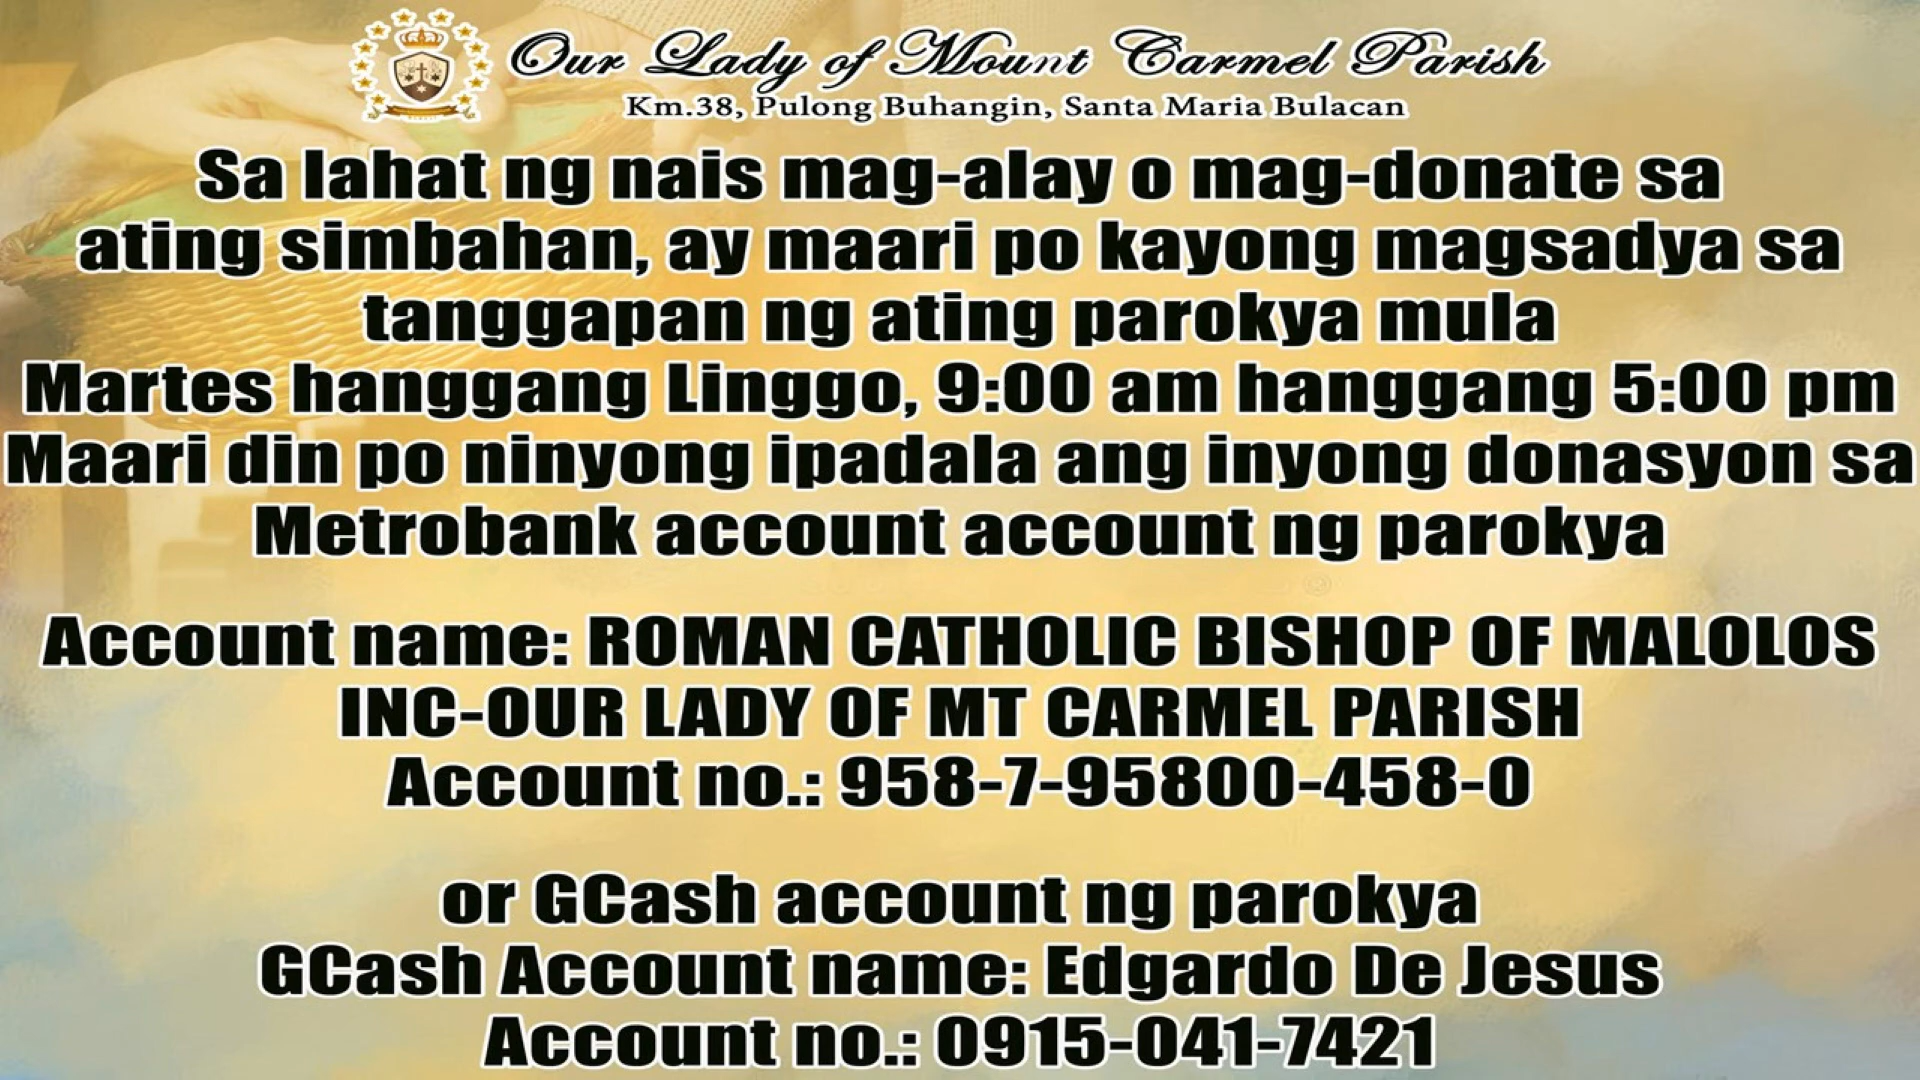 Our Lady of Mount Carmel Parish
Km.38, Pulong Buhangin, Santa Maria Bulacan
Sa lahat ng nais mag-alay o mag-donate sa
ating simbahan, ay maari po kayong magsadya sa
tanggapan ng ating parokya mula
Martes hanggang Linggo, 9:00 am hanggang 5:00 pm
Maari din po ninyong ipadala ang inyong donasyon sa
Metrobank account account ng parokya
Account name: ROMAN CATHOLIC BISHOP OF MALOLOS
INC-OUR LADY OF MT CARMEL PARISH
Account no.: 958-7-95800-458-0
or GCash account ng parokya
GCash Account name: Edgardo De Jesus
Account no.: 0915-041-7421